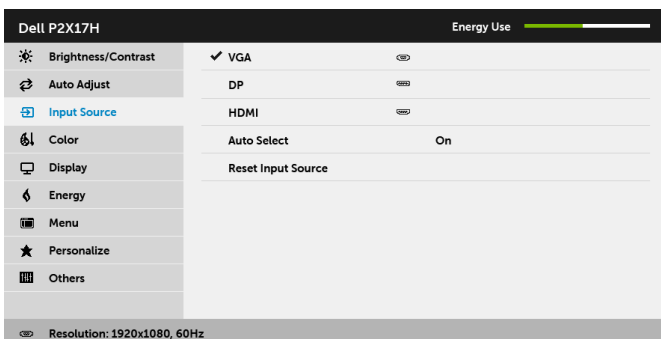 Dell P2X17H Energy Use
Brightness/Contrast VGA
Auto Adjust DP
Input Source HDMI
Color Auto Select On
Display Reset Input Source
Energy
Menu
Personalize
Others
Resolution: 1920x1080, 60Hz